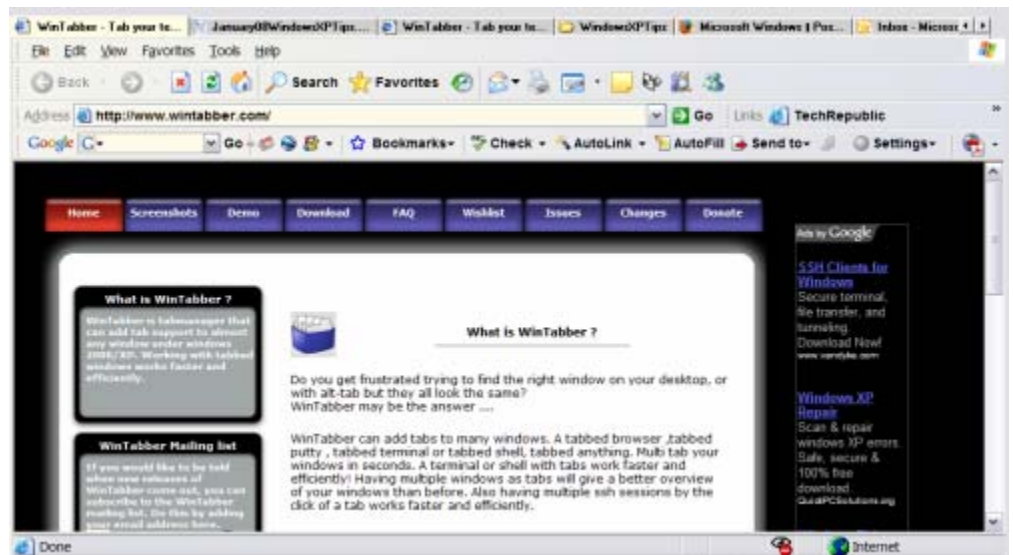 WinTabber - Tab your te... January08WindowsXPTips.... WinTabber - Tab your te... WindowsXPTips Microsoft Windows 1 Inbox - Micros
File Edit View Favorites Tools Help
Back Search Favorites
Address http://www.wintabber.com/ Go Links TechRepublic »
Google G Go Bookmarks Check AutoLink AutoFill Send to Settings
Home Screenshots Demo Download FAQ Wishlist Issues Changes Donate
What is WinTabber ?
WinTabber is tabmanager that
can add tab support to almost
any window under windows
2000/XP. Working with tabbed
windows works faster and
efficiently.
WinTabber Mailing list
If you would like to be told
when new releases of
WinTabber come out, you can
subscribe to the WinTabber
mailing list. Do this by adding
your email address here.
What is WinTabber ?
Do you get frustrated trying to find the right window on your desktop, or
with alt-tab but they all look the same?
WinTabber may be the answer ....
WinTabber can add tabs to many windows. A tabbed browser ,tabbed
putty , tabbed terminal or tabbed shell, tabbed anything. Multi tab your
windows in seconds. A terminal or shell with tabs work faster and
efficiently! Having multiple windows as tabs will give a better overview
of your windows than before. Also having multiple ssh sessions by the
click of a tab works faster and efficiently.
Ads by Google
SSH Clients for
Windows
Secure terminal,
file transfer, and
tunneling.
Download Now!
www.vandyke.com
Windows XP
Repair
Scan & repair
windows XP errors.
Safe, secure &
100% free
download.
QuickPCSolutions.org
Done Internet